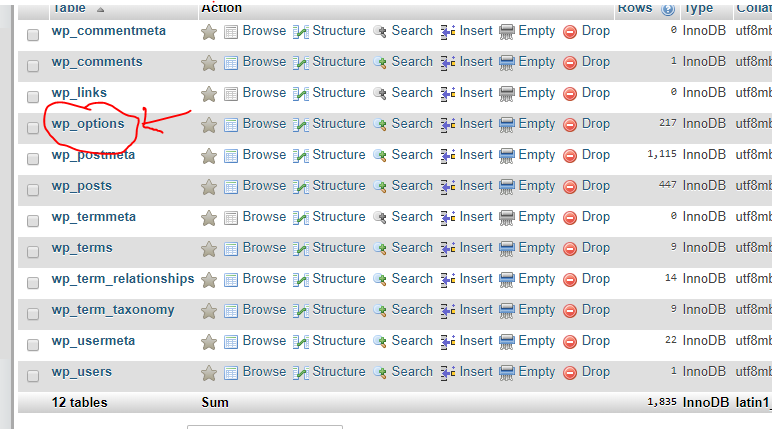 Table Action Rows Type
wp_commentmeta Browse Structure Search Insert Empty Drop 0 InnoDB utf8mb
wp_comments Browse Structure Search Insert Empty Drop 1 InnoDB utf8mb
wp_links Browse Structure Search Insert Empty Drop 0 InnoDB utf8mb
wp_options Browse Structure Search Insert Empty Drop 217 InnoDB utf8mb
wp_postmeta Browse Structure Search Insert Empty Drop 1,115 InnoDB utf8mb
wp_posts Browse Structure Search Insert Empty Drop 447 InnoDB utf8mb
wp_termmeta Browse Structure Search Insert Empty Drop 0 InnoDB utf8mb
wp_terms Browse Structure Search Insert Empty Drop 9 InnoDB utf8mb
wp_term_relationships Browse Structure Search Insert Empty Drop 14 InnoDB utf8mb
wp_term_taxonomy Browse Structure Search Insert Empty Drop 9 InnoDB utf8mb
wp_usermeta Browse Structure Search Insert Empty Drop 22 InnoDB utf8mb
wp_users Browse Structure Search Insert Empty Drop 1 InnoDB utf8mb
12 tables Sum 1,835 InnoDB latin1_